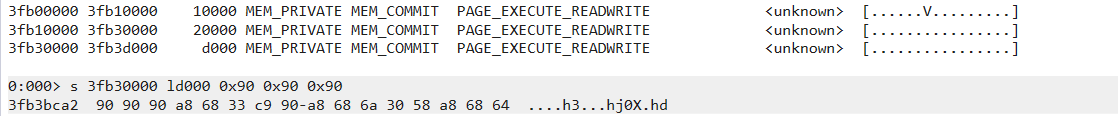 3fb00000 3fb10000    10000 MEM_PRIVATE MEM_COMMIT  PAGE_EXECUTE_READWRITE              <unknown>  [......V.........]
3fb10000 3fb30000    20000 MEM_PRIVATE MEM_COMMIT  PAGE_EXECUTE_READWRITE              <unknown>  [................]
3fb30000 3fb3d000     d000 MEM_PRIVATE MEM_COMMIT  PAGE_EXECUTE_READWRITE              <unknown>  [................]
0:000> s 3fb30000 ld000 0x90 0x90 0x90
3fb3bca2  90 90 90 a8 68 33 c9 90-a8 68 6a 30 58 a8 68 64  ....h3...hj0X.hd